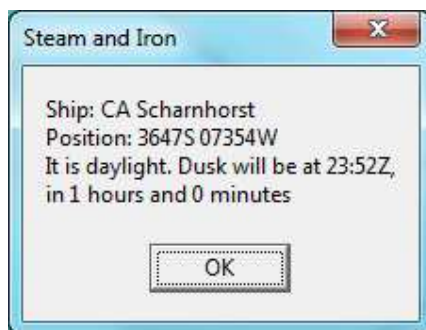 Steam and Iron
Ship: CA Scharnhorst
Position: 3647S 07354W
It is daylight. Dusk will be at 23:52Z,
in 1 hours and 0 minutes
OK